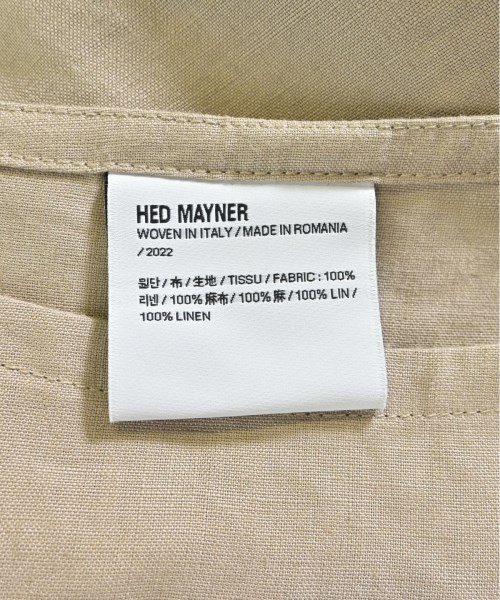 HED MAYNER
WOVEN IN ITALY / MADE IN ROMANIA
/ 2022
원단 / 布 / 生地 / TISSU / FABRIC : 100%
리넨 / 100% 麻布 / 100% 麻 / 100% LIN /
100% LINEN